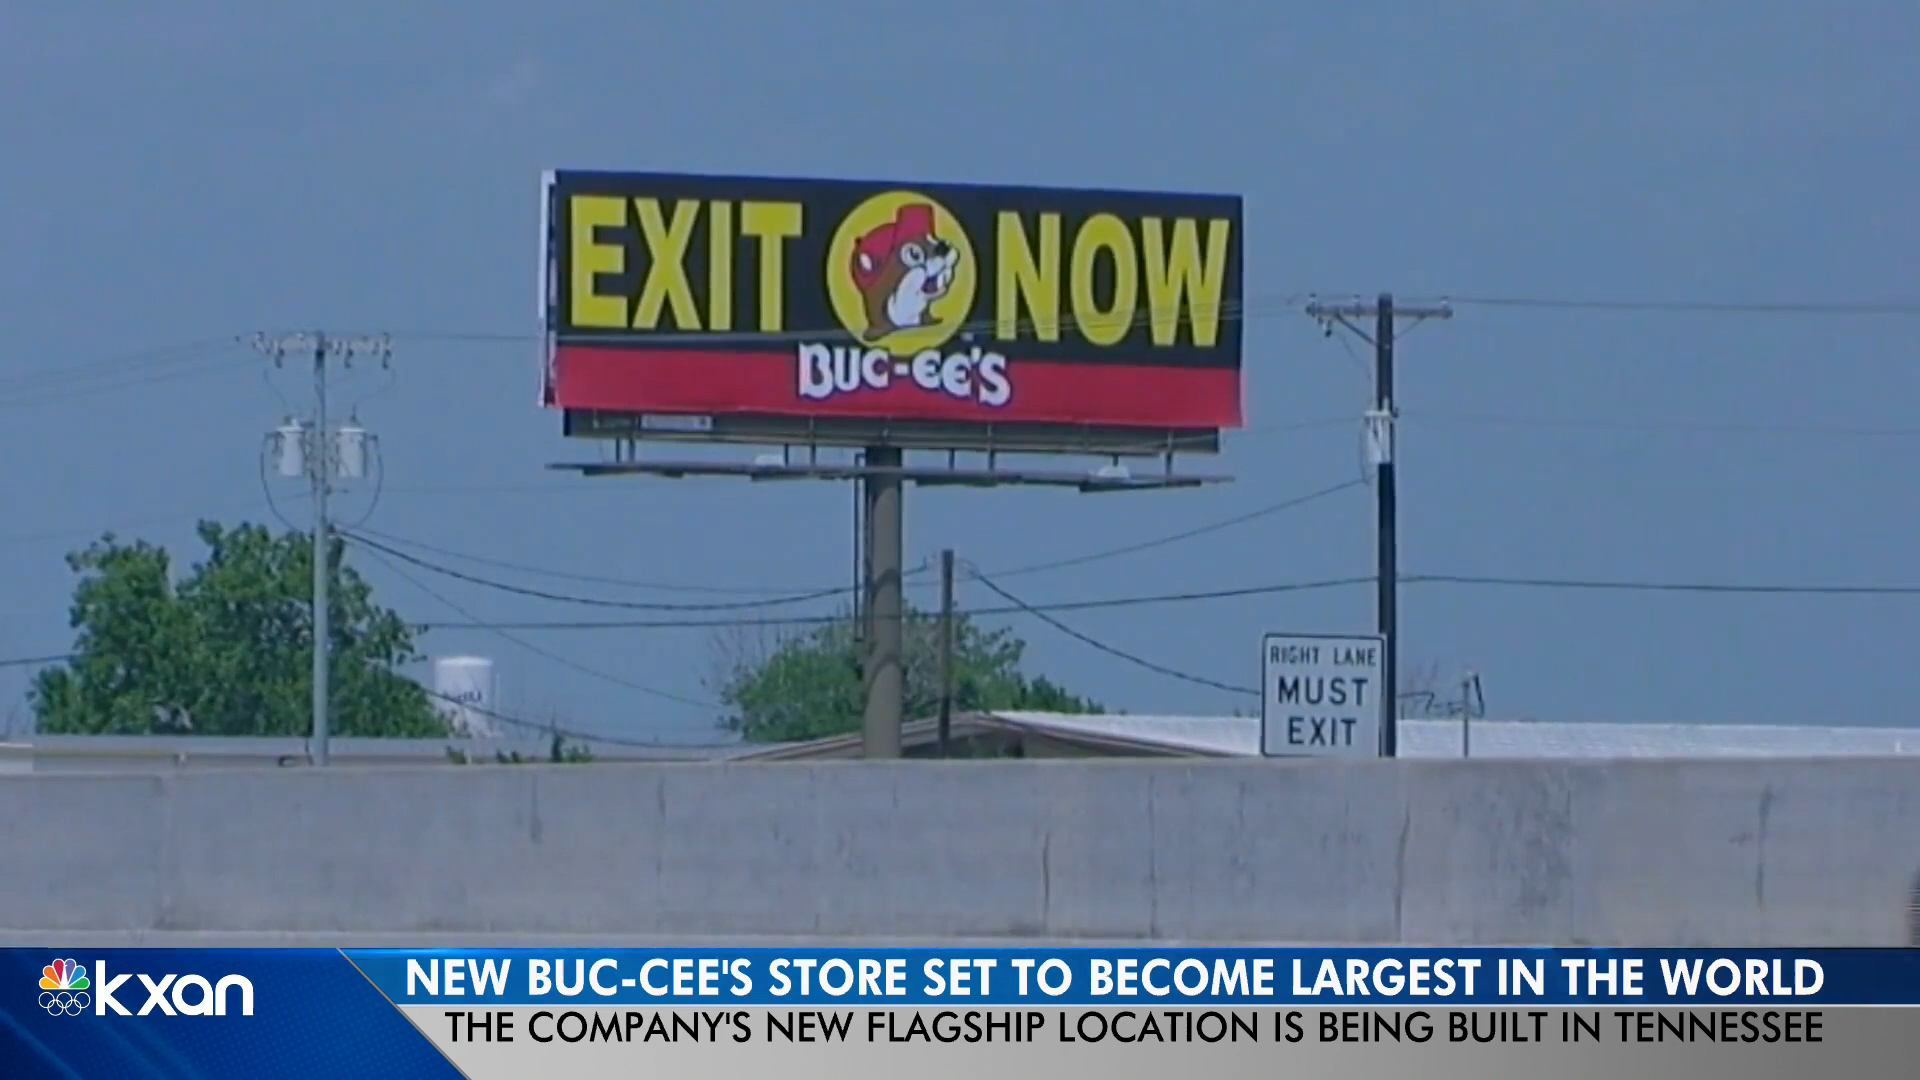 EXIT NOW
BUC-EE'S
RIGHT LANE
MUST
EXIT
kxan
NEW BUC-CEE'S STORE SET TO BECOME LARGEST IN THE WORLD
THE COMPANY'S NEW FLAGSHIP LOCATION IS BEING BUILT IN TENNESSEE